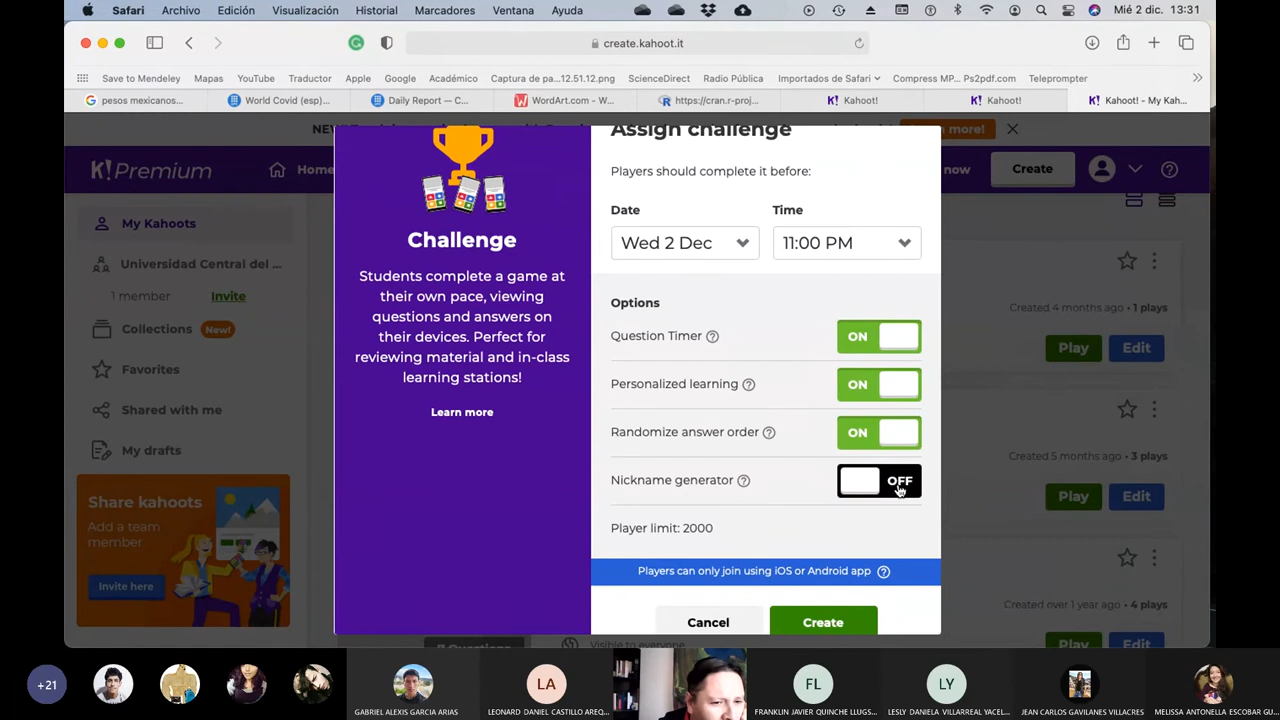 Safari Archivo Edición Visualización Historial Marcadores Ventana Ayuda Mié 2 dic. 13:31
create.kahoot.it
Save to Mendeley Mapas YouTube Traductor Apple Google Académico Captura de pa...12.51.12.png ScienceDirect Radio Pública Importados de Safari Compress MP... Ps2pdf.com Teleprompter
pesos mexicanos... World Covid (esp)... Daily Report — C... WordArt.com - W... https://cran.r-proj... Kahoot! Kahoot! Kahoot! - My Kah...
K!Premium Home now Create
My Kahoots
Universidad Central del ...
1 member Invite
Collections New!
Favorites
Shared with me
My drafts
Share kahoots
Add a team
member
Invite here
Challenge
Students complete a game at
their own pace, viewing
questions and answers on
their devices. Perfect for
reviewing material and in-class
learning stations!
Learn more
Assign challenge
Players should complete it before:
Date Time
Wed 2 Dec 11:00 PM
Options
Question Timer ON
Personalized learning ON
Randomize answer order ON
Nickname generator OFF
Player limit: 2000
Players can only join using iOS or Android app
Cancel Create
Created 4 months ago • 1 plays
Play Edit
Created 5 months ago • 3 plays
Play Edit
Created over 1 year ago • 4 plays
Play Edit
Visible to everyone
+21 LA FL LY
GABRIEL ALEXIS GARCIA ARIAS LEONARD DANIEL CASTILLO AREQ... FRANKLIN JAVIER QUINCHE LLUGS... LESLY DANIELA VILLARREAL YACEL... JEAN CARLOS GAVILANES VILLACRES MELISSA ANTONELLA ESCOBAR GU...